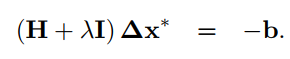 (H + λI) Δx* = −b.